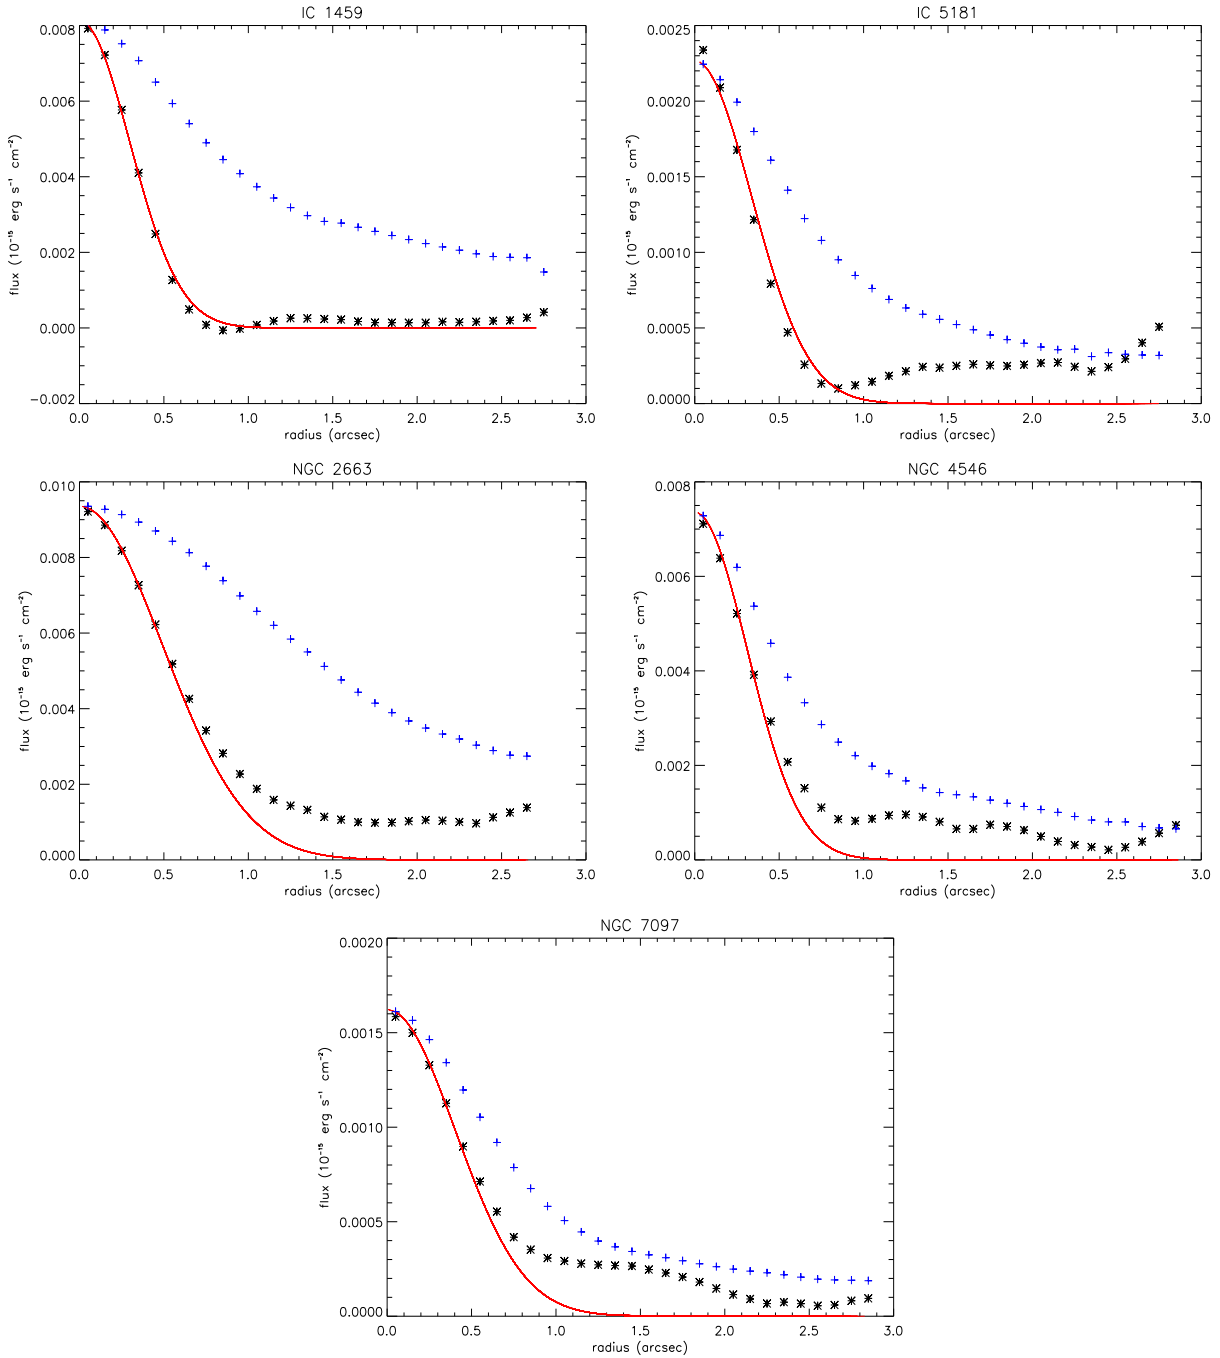 IC 1459
0.008
0.006
0.004
0.002
0.000
−0.002
flux (10⁻¹⁵ erg s⁻¹ cm⁻²)
0.0 0.5 1.0 1.5 2.0 2.5 3.0
radius (arcsec)
IC 5181
0.0025
0.0020
0.0015
0.0010
0.0005
0.0000
flux (10⁻¹⁵ erg s⁻¹ cm⁻²)
0.0 0.5 1.0 1.5 2.0 2.5 3.0
radius (arcsec)
NGC 2663
0.010
0.008
0.006
0.004
0.002
0.000
flux (10⁻¹⁵ erg s⁻¹ cm⁻²)
0.0 0.5 1.0 1.5 2.0 2.5 3.0
radius (arcsec)
NGC 4546
0.008
0.006
0.004
0.002
0.000
flux (10⁻¹⁵ erg s⁻¹ cm⁻²)
0.0 0.5 1.0 1.5 2.0 2.5 3.0
radius (arcsec)
NGC 7097
0.0020
0.0015
0.0010
0.0005
0.0000
flux (10⁻¹⁵ erg s⁻¹ cm⁻²)
0.0 0.5 1.0 1.5 2.0 2.5 3.0
radius (arcsec)